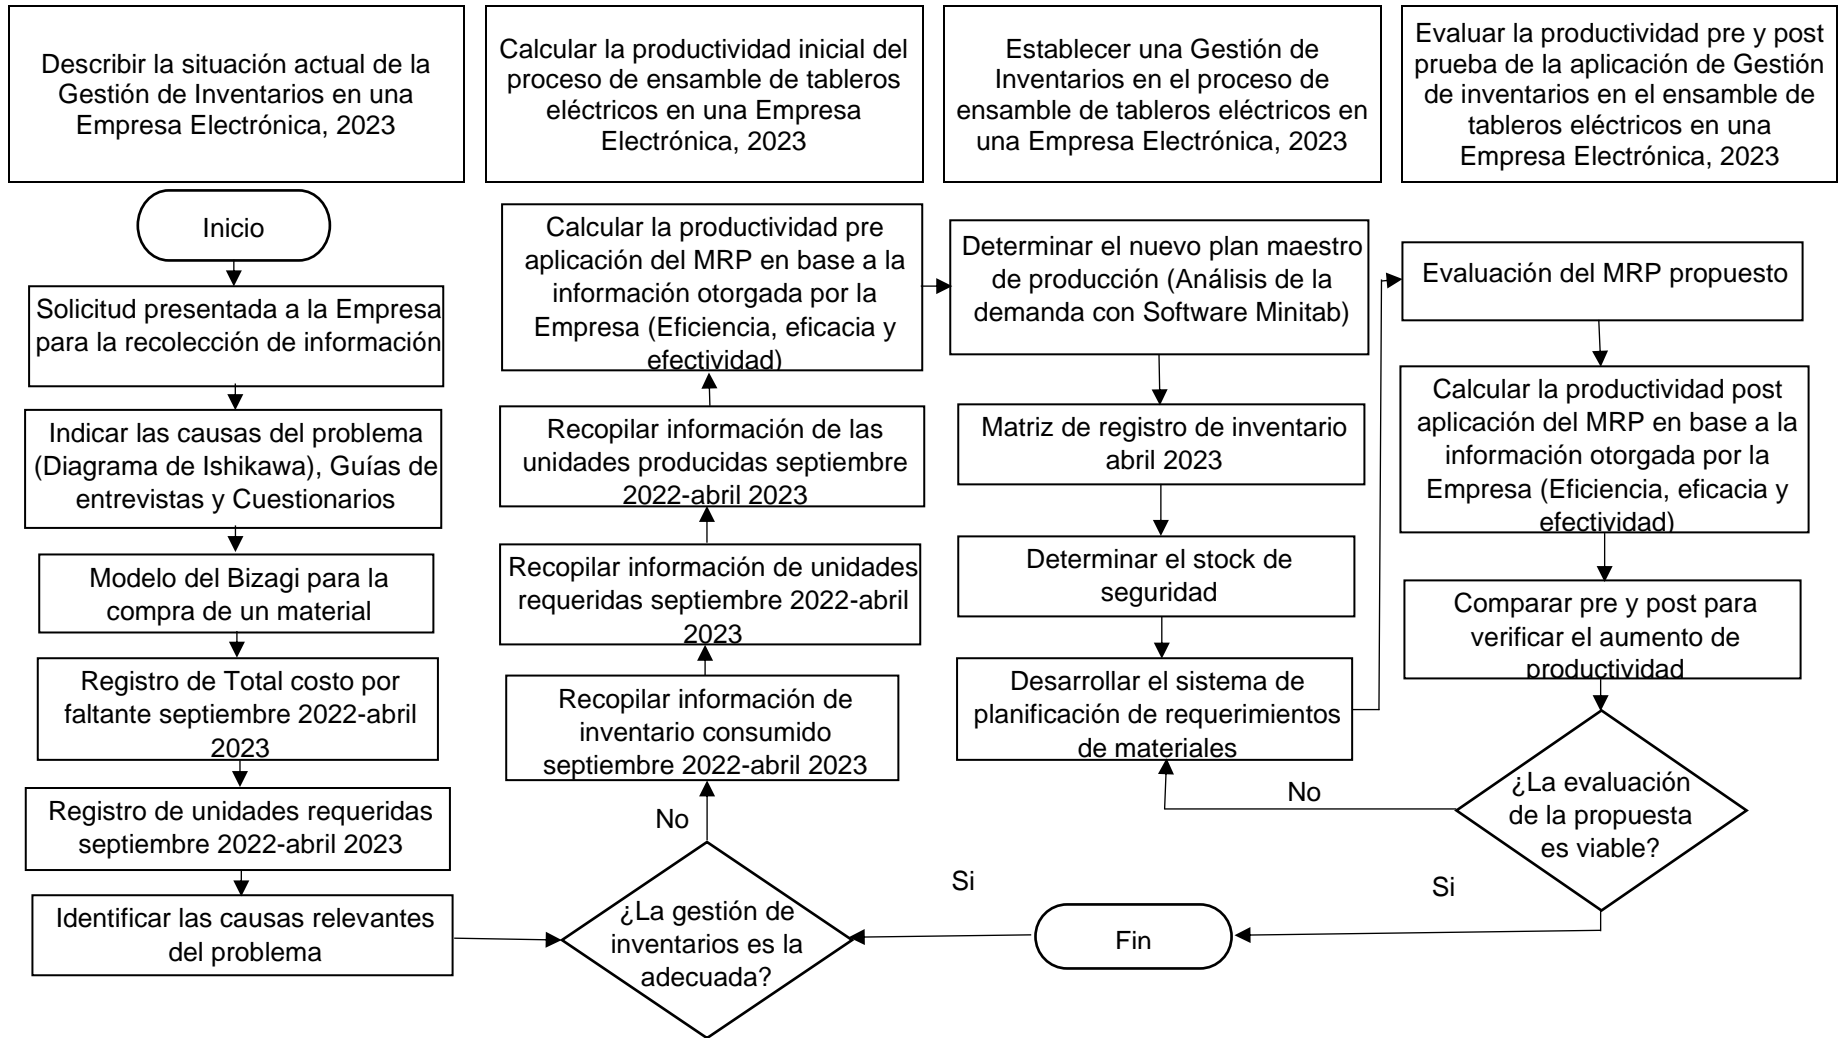 Describir la situación actual de la
Gestión de Inventarios en una
Empresa Electrónica, 2023
Calcular la productividad inicial del
proceso de ensamble de tableros
eléctricos en una Empresa
Electrónica, 2023
Establecer una Gestión de
Inventarios en el proceso de
ensamble de tableros eléctricos en
una Empresa Electrónica, 2023
Evaluar la productividad pre y post
prueba de la aplicación de Gestión
de inventarios en el ensamble de
tableros eléctricos en una
Empresa Electrónica, 2023
Inicio
Solicitud presentada a la Empresa
para la recolección de información
Indicar las causas del problema
(Diagrama de Ishikawa), Guías de
entrevistas y Cuestionarios
Modelo del Bizagi para la
compra de un material
Registro de Total costo por
faltante septiembre 2022-abril
2023
Registro de unidades requeridas
septiembre 2022-abril 2023
Identificar las causas relevantes
del problema
Calcular la productividad pre
aplicación del MRP en base a la
información otorgada por la
Empresa (Eficiencia, eficacia y
efectividad)
Recopilar información de las
unidades producidas septiembre
2022-abril 2023
Recopilar información de unidades
requeridas septiembre 2022-abril
2023
Recopilar información de
inventario consumido
septiembre 2022-abril 2023
No
¿La gestión de
inventarios es la
adecuada?
Determinar el nuevo plan maestro
de producción (Análisis de la
demanda con Software Minitab)
Matriz de registro de inventario
abril 2023
Determinar el stock de
seguridad
Desarrollar el sistema de
planificación de requerimientos
de materiales
No
Si
Fin
Evaluación del MRP propuesto
Calcular la productividad post
aplicación del MRP en base a la
información otorgada por la
Empresa (Eficiencia, eficacia y
efectividad)
Comparar pre y post para
verificar el aumento de
productividad
¿La evaluación
de la propuesta
es viable?
Si